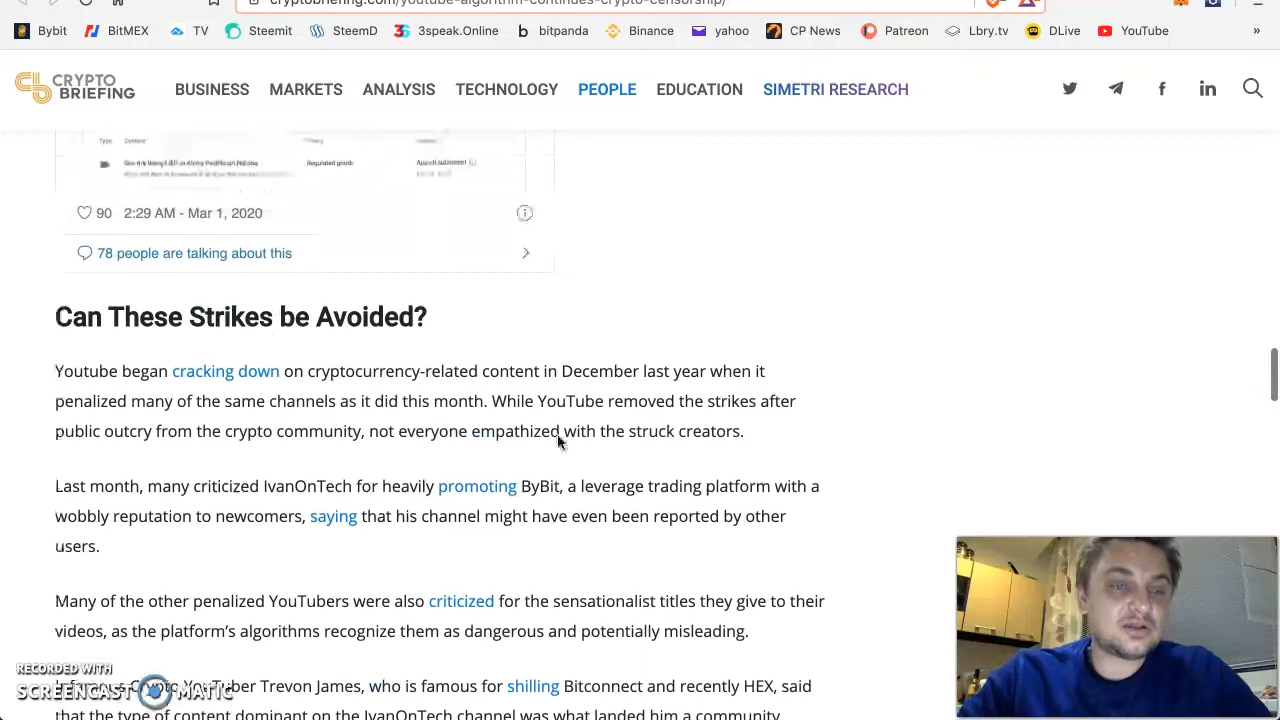 cryptobriefing.com/youtube-algorithm-continues-crypto-censorship/
Bybit BitMEX TV Steemit SteemD 3speak.Online bitpanda Binance yahoo CP News Patreon Lbry.tv DLive YouTube »
CRYPTO
BRIEFING
BUSINESS MARKETS ANALYSIS TECHNOLOGY PEOPLE EDUCATION SIMETRI RESEARCH
Type Content
Regulated goods
90 2:29 AM - Mar 1, 2020
78 people are talking about this
Can These Strikes be Avoided?
Youtube began cracking down on cryptocurrency-related content in December last year when it
penalized many of the same channels as it did this month. While YouTube removed the strikes after
public outcry from the crypto community, not everyone empathized with the struck creators.
Last month, many criticized IvanOnTech for heavily promoting ByBit, a leverage trading platform with a
wobbly reputation to newcomers, saying that his channel might have even been reported by other
users.
Many of the other penalized YouTubers were also criticized for the sensationalist titles they give to their
videos, as the platform's algorithms recognize them as dangerous and potentially misleading.
Trevon James, who is famous for shilling Bitconnect and recently HEX, said
that the type of content dominant on the IvanOnTech channel was what landed him a community
RECORDED WITH
SCREENCAST MATIC